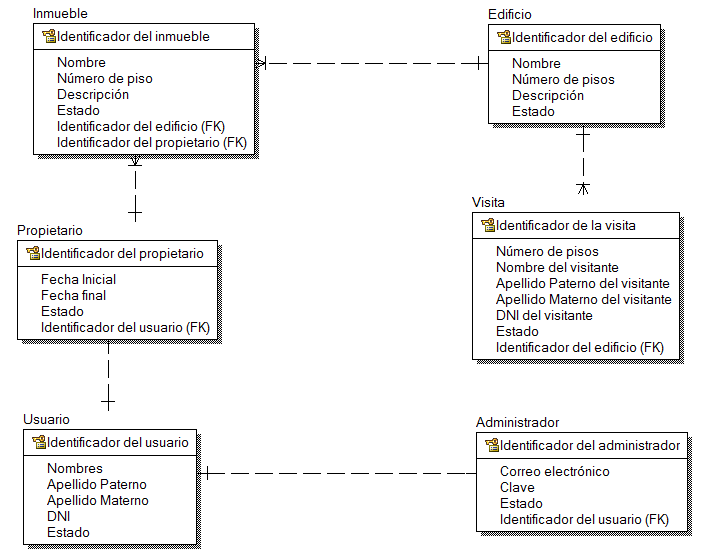 Inmueble
Identificador del inmueble
Nombre
Número de piso
Descripción
Estado
Identificador del edificio (FK)
Identificador del propietario (FK)
Edificio
Identificador del edificio
Nombre
Número de pisos
Descripción
Estado
Propietario
Identificador del propietario
Fecha Inicial
Fecha final
Estado
Identificador del usuario (FK)
Visita
Identificador de la visita
Número de pisos
Nombre del visitante
Apellido Paterno del visitante
Apellido Materno del visitante
DNI del visitante
Estado
Identificador del edificio (FK)
Usuario
Identificador del usuario
Nombres
Apellido Paterno
Apellido Materno
DNI
Estado
Administrador
Identificador del administrador
Correo electrónico
Clave
Estado
Identificador del usuario (FK)